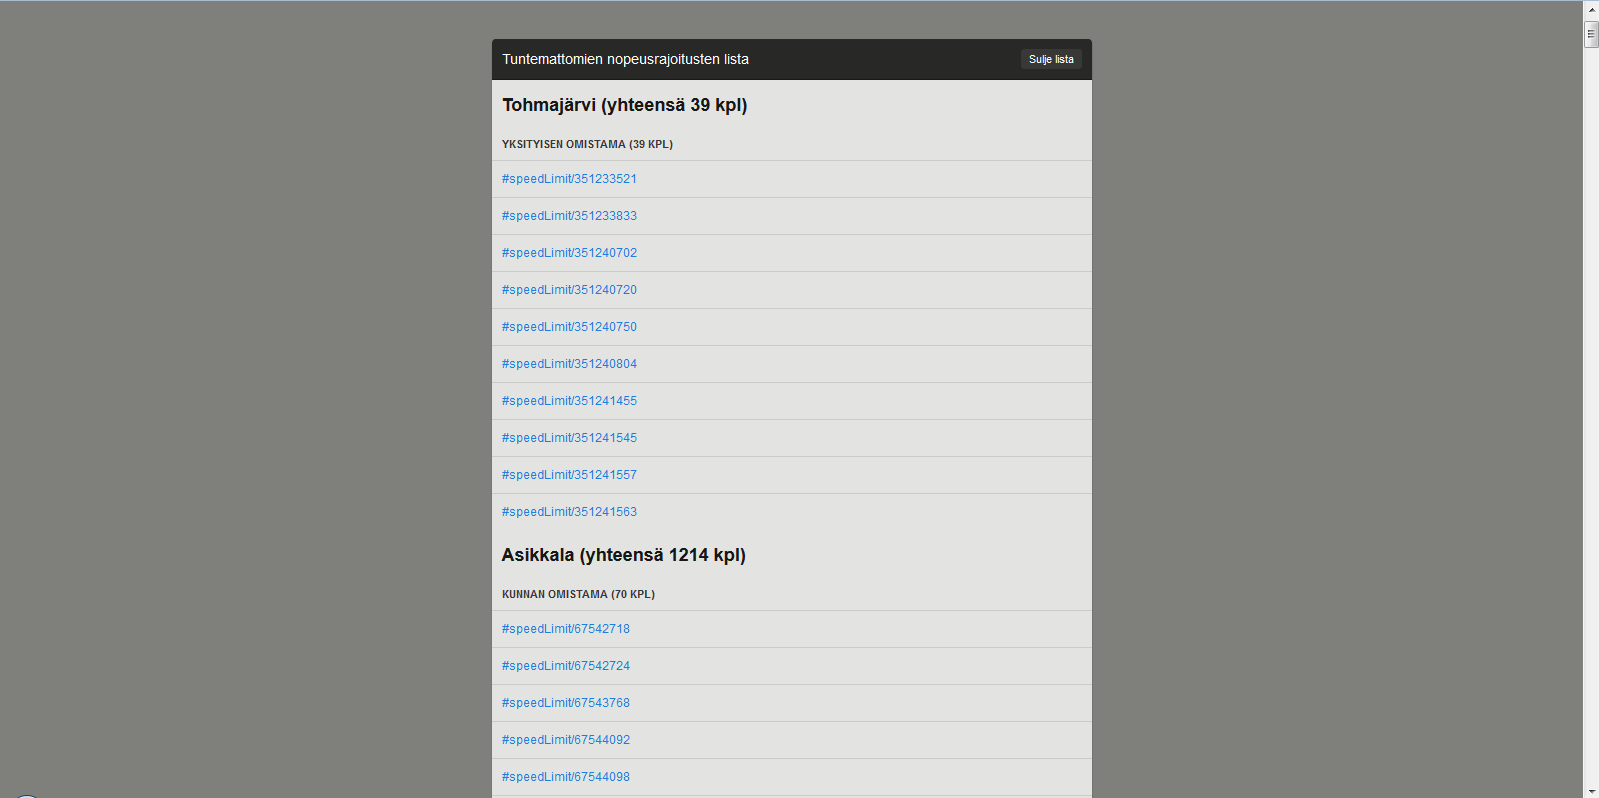 Tuntemattomien nopeusrajoitusten lista
Sulje lista
Tohmajärvi (yhteensä 39 kpl)
YKSITYISEN OMISTAMA (39 KPL)
#speedLimit/351233521
#speedLimit/351233833
#speedLimit/351240702
#speedLimit/351240720
#speedLimit/351240750
#speedLimit/351240804
#speedLimit/351241455
#speedLimit/351241545
#speedLimit/351241557
#speedLimit/351241563
Asikkala (yhteensä 1214 kpl)
KUNNAN OMISTAMA (70 KPL)
#speedLimit/67542718
#speedLimit/67542724
#speedLimit/67543768
#speedLimit/67544092
#speedLimit/67544098